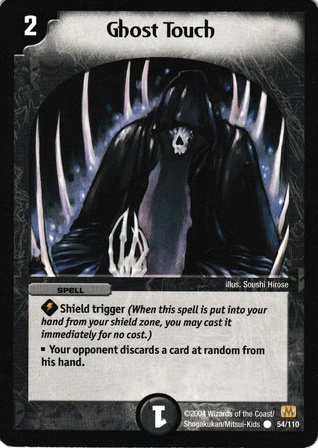 2 Ghost Touch
illus. Soushi Hirose
SPELL
Shield trigger (When this spell is put into your
hand from your shield zone, you may cast it
immediately for no cost.)
▪ Your opponent discards a card at random from
his hand.
1
©2004 Wizards of the Coast/
Shogakukan/Mitsui-Kids ● 54/110